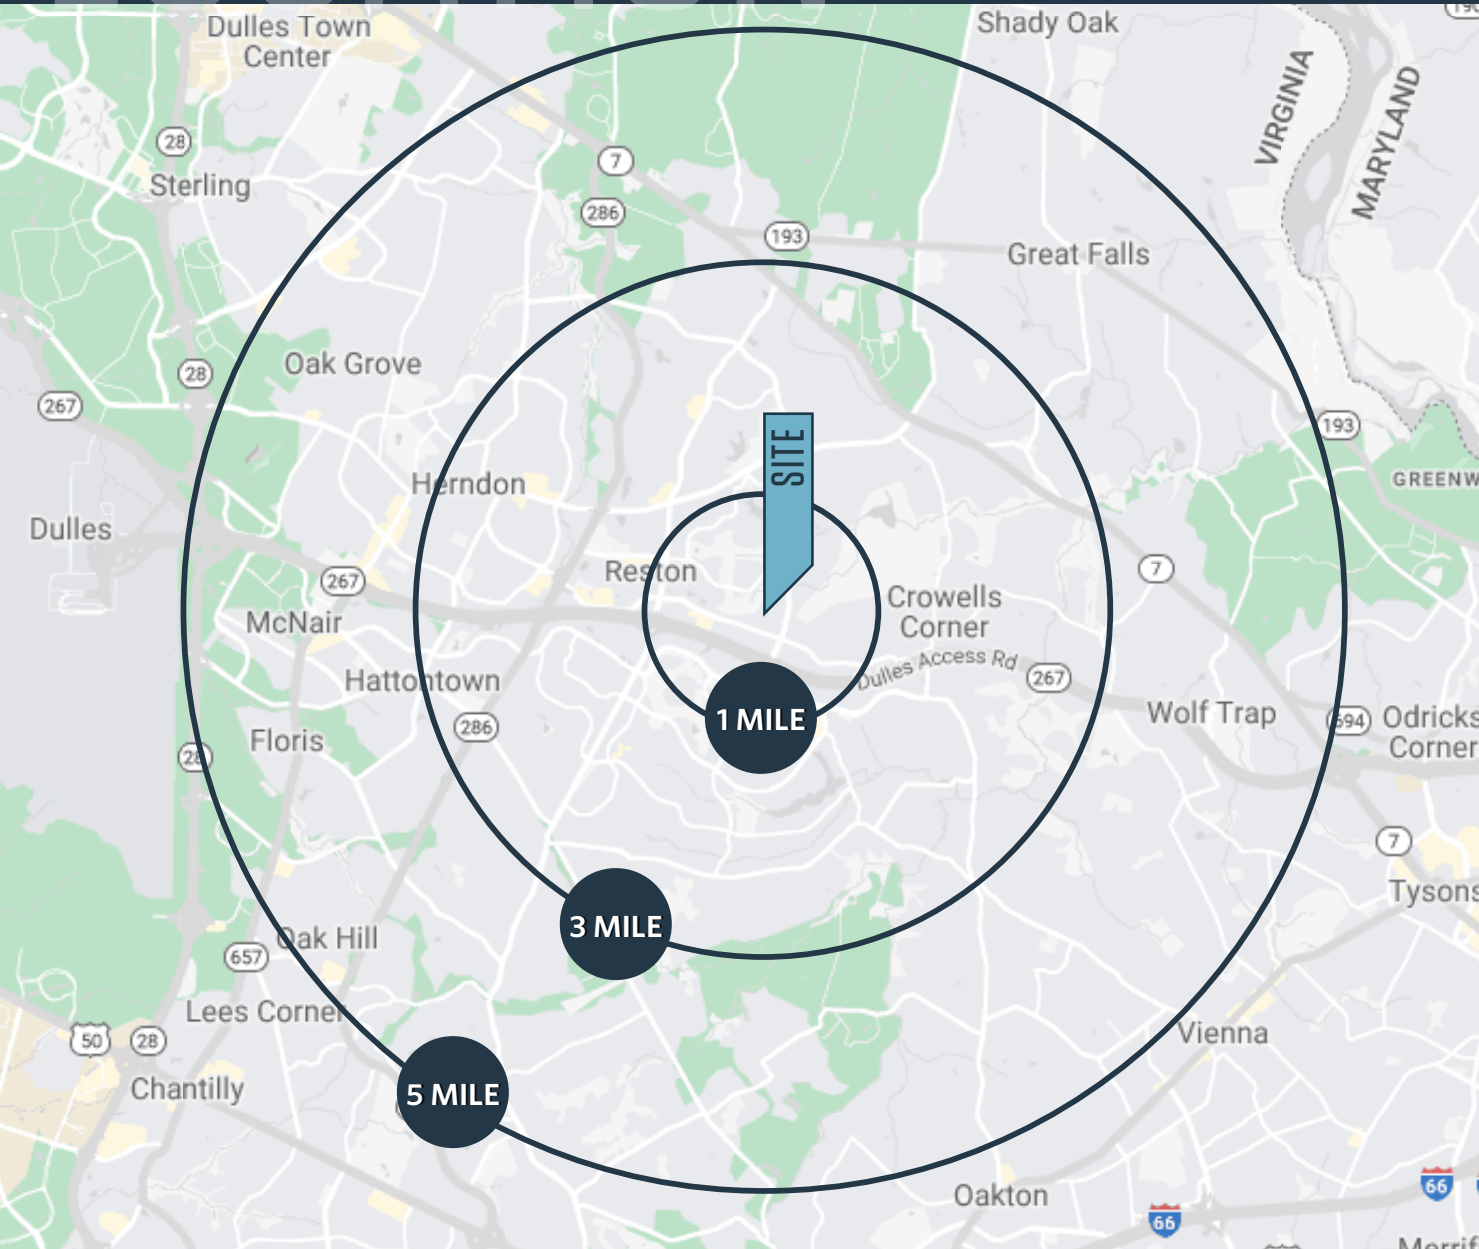 Dulles Town
Center
Shady Oak
VIRGINIA
MARYLAND
28
7
Sterling
286
193
Great Falls
Oak Grove
28
267
193
SITE
GREENW
Herndon
Dulles
7
267
Reston
Crowells
Corner
McNair
Dulles Access Rd
267
Hattontown
Wolf Trap
694
Odricks
Corner
286
1 MILE
Floris
28
7
Tysons
3 MILE
Oak Hill
657
Lees Corner
50
28
Vienna
Chantilly
5 MILE
66
Oakton
66